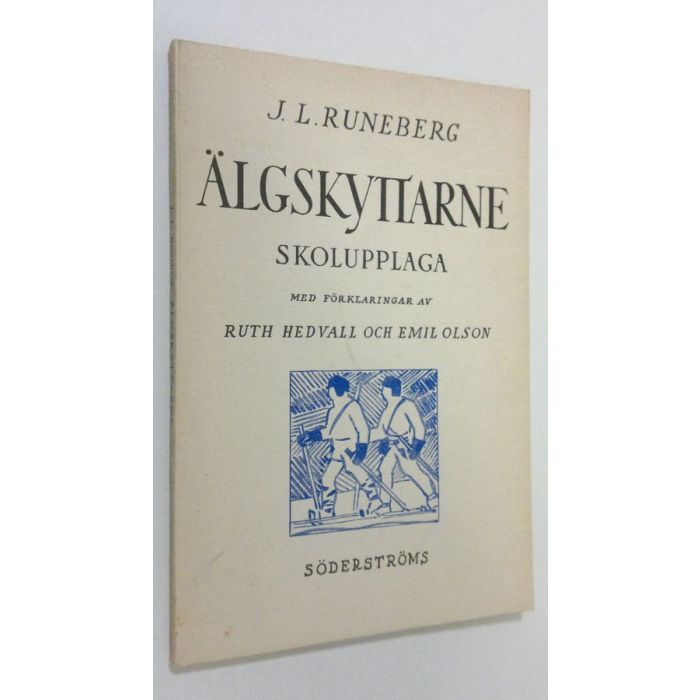 J. L. RUNEBERG
ÄLGSKYTTARNE
SKOLUPPLAGA
MED FÖRKLARINGAR AV
RUTH HEDVALL OCH EMIL OLSON
SÖDERSTRÖMS